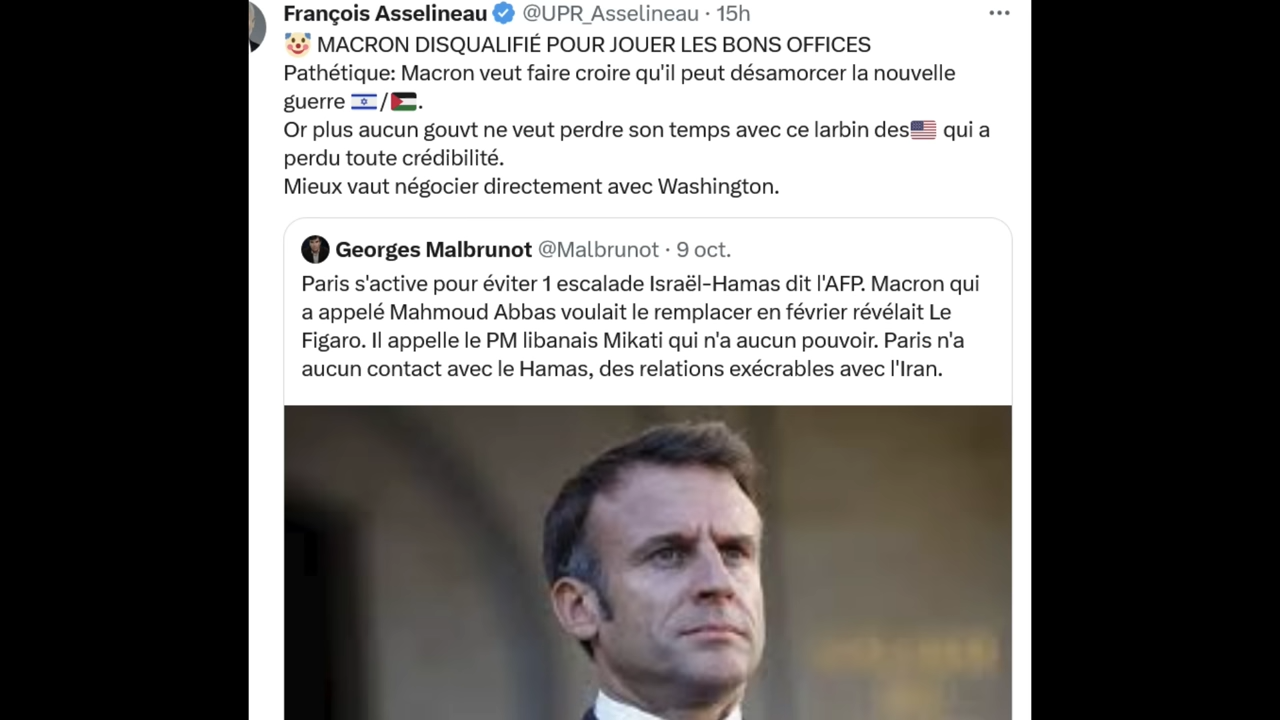 François Asselineau @UPR_Asselineau · 15h
🤡 MACRON DISQUALIFIÉ POUR JOUER LES BONS OFFICES
Pathétique: Macron veut faire croire qu'il peut désamorcer la nouvelle
guerre 🇮🇱/🇵🇸.
Or plus aucun gouvt ne veut perdre son temps avec ce larbin des🇺🇸 qui a
perdu toute crédibilité.
Mieux vaut négocier directement avec Washington.
Georges Malbrunot @Malbrunot · 9 oct.
Paris s'active pour éviter 1 escalade Israël-Hamas dit l'AFP. Macron qui
a appelé Mahmoud Abbas voulait le remplacer en février révélait Le
Figaro. Il appelle le PM libanais Mikati qui n'a aucun pouvoir. Paris n'a
aucun contact avec le Hamas, des relations exécrables avec l'Iran.